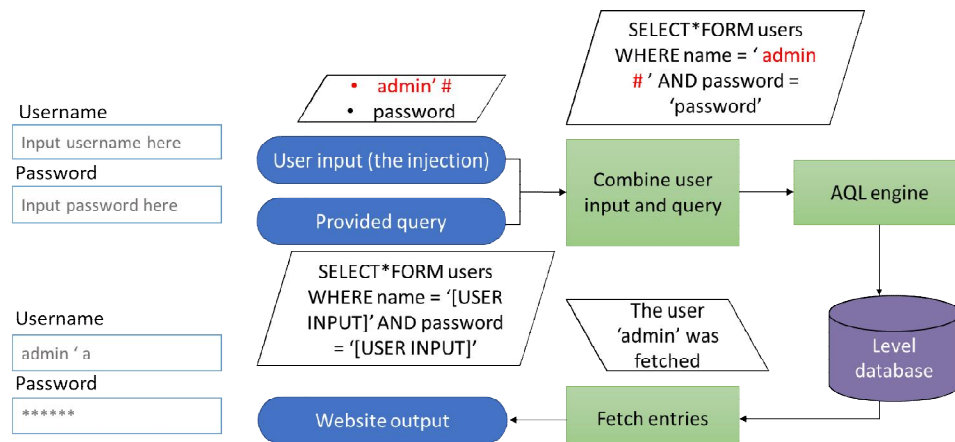 SELECT*FORM users
WHERE name = ‘ admin
# ’ AND password =
‘password’
• admin’ #
• password
Username
Input username here
Password
Input password here
User input (the injection)
Provided query
Combine user
input and query
AQL engine
SELECT*FORM users
WHERE name = ‘[USER
INPUT]’ AND password
= ‘[USER INPUT]’
The user
‘admin’ was
fetched
Level
database
Username
admin ‘ a
Password
******
Website output
Fetch entries